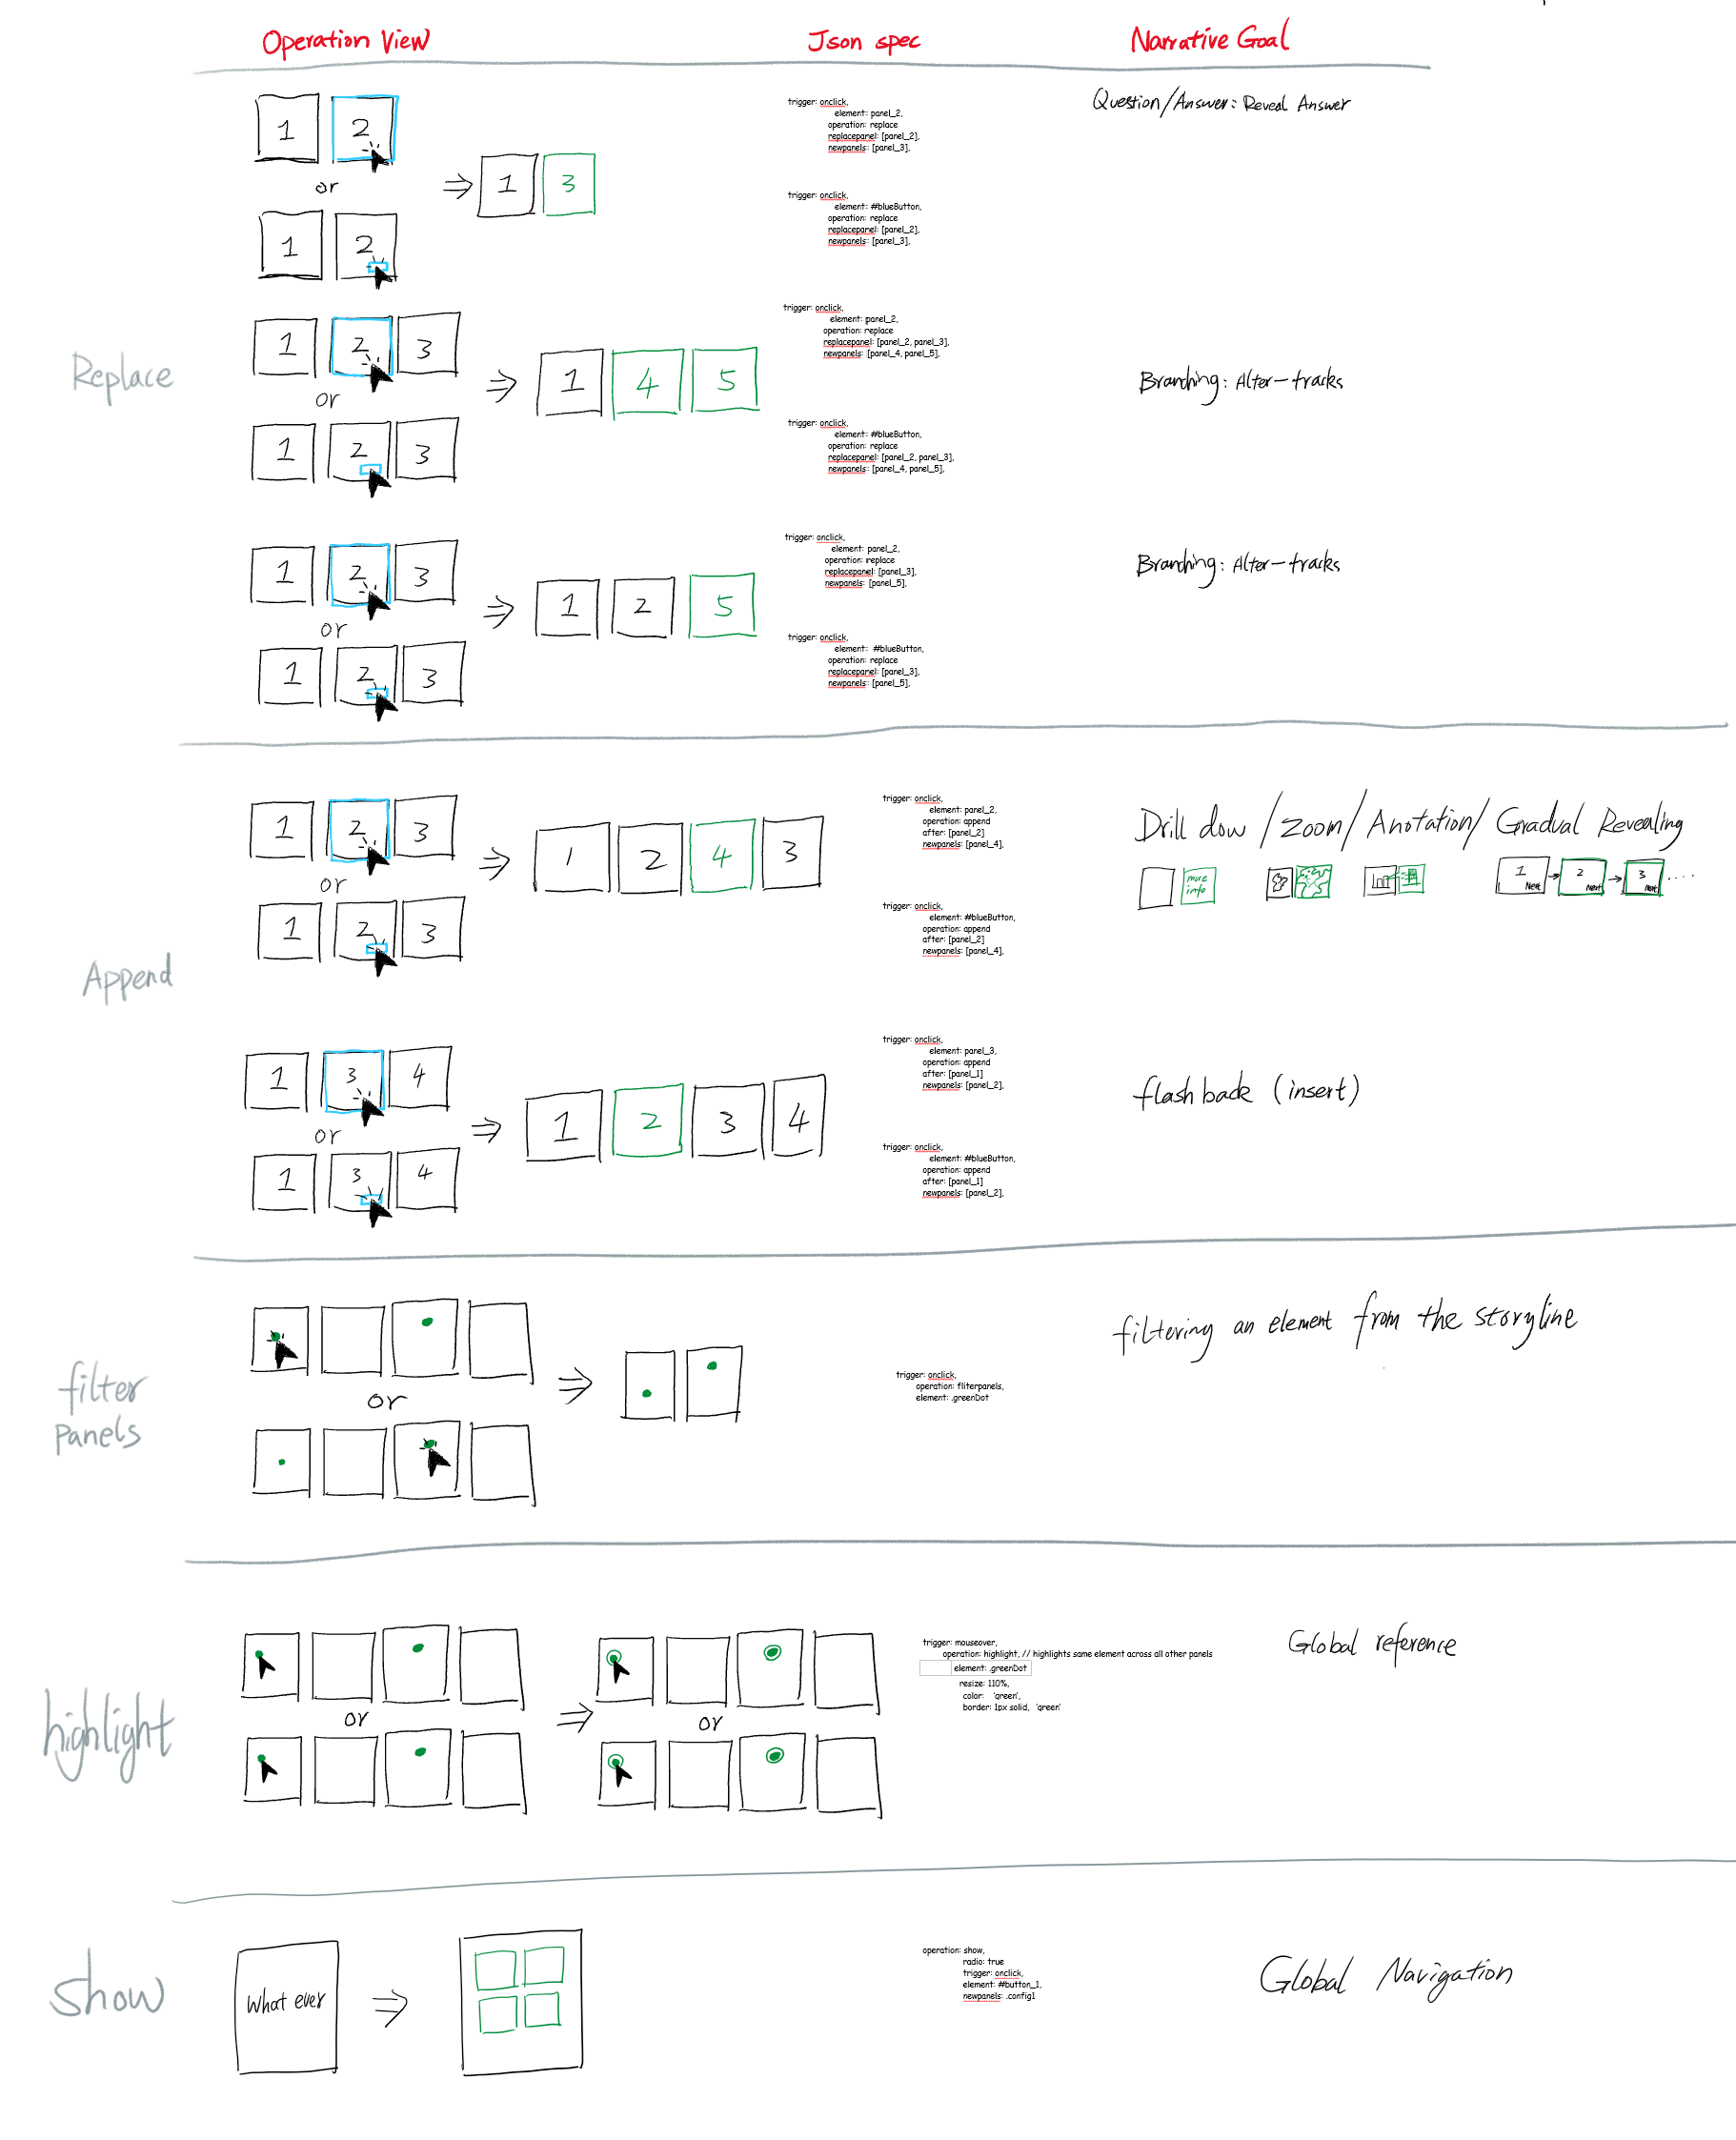 Operation View
Json spec
Narrative Goal
Replace
1 2
or
1 2
⇒ 1 3
trigger: onclick,
element: panel_2,
operation: replace
replacepanel: [panel_2],
newpanels: [panel_3],
trigger: onclick,
element: #blueButton,
operation: replace
replacepanel: [panel_2],
newpanels: [panel_3],
Question/Answer: Reveal Answer
1 2 3
or
1 2 3
⇒ 1 4 5
trigger: onclick,
element: panel_2,
operation: replace
replacepanel: [panel_2, panel_3],
newpanels: [panel_4, panel_5],
trigger: onclick,
element: #blueButton,
operation: replace
replacepanel: [panel_2, panel_3],
newpanels: [panel_4, panel_5],
Branching: Alter-tracks
1 2 3
or
1 2 3
⇒ 1 2 5
trigger: onclick,
element: panel_2,
operation: replace
replacepanel: [panel_3],
newpanels: [panel_5],
trigger: onclick,
element: #blueButton,
operation: replace
replacepanel: [panel_3],
newpanels: [panel_5],
Branching: Alter-tracks
Append
1 2 3
or
1 2 3
⇒ 1 2 4 3
trigger: onclick,
element: panel_2,
operation: append
after: [panel_2]
newpanels: [panel_4],
trigger: onclick,
element: #blueButton,
operation: append
after: [panel_2]
newpanels: [panel_4],
Drill dow / Zoom / Anotation / Gradual Revealing
more
info
1 Next → 2 Next → 3 Next ....
1 3 4
or
1 3 4
⇒ 1 2 3 4
trigger: onclick,
element: panel_3,
operation: append
after: [panel_1]
newpanels: [panel_2],
trigger: onclick,
element: #blueButton,
operation: append
after: [panel_1]
newpanels: [panel_2],
flash back (insert)
filter
panels
or
⇒
trigger: onclick,
operation: fliterpanels,
element: .greenDot
filtering an element from the storyline
highlight
or
⇒
or
trigger: mouseover,
operation: highlight, // highlights same element across all other panels
element: .greenDot
resize: 110%,
color: 'green',
border: 1px solid, 'green'
Global reference
show
What ever
⇒
operation: show,
radio: true
trigger: onclick,
element: #button_1,
newpanels: .config1
Global Navigation